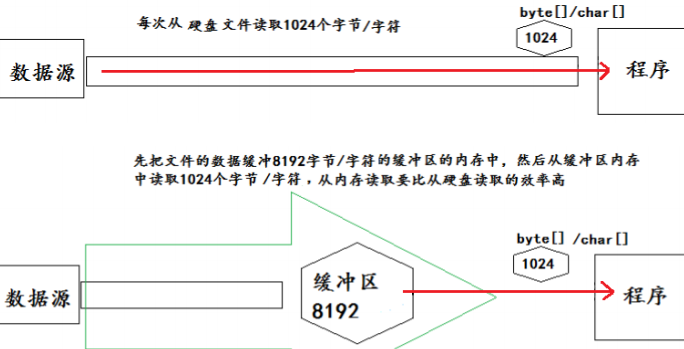 byte[]/char[]
每次从 硬盘 文件读取1024个字节/字符
1024
数据源
程序
先把文件的数据缓冲8192字节/字符的缓冲区的内存中，然后从缓冲区内存
中读取1024个字节 /字符，从内存读取要比从硬盘读取的效率高
byte[] /char[]
1024
缓冲区
8192
数据源
程序